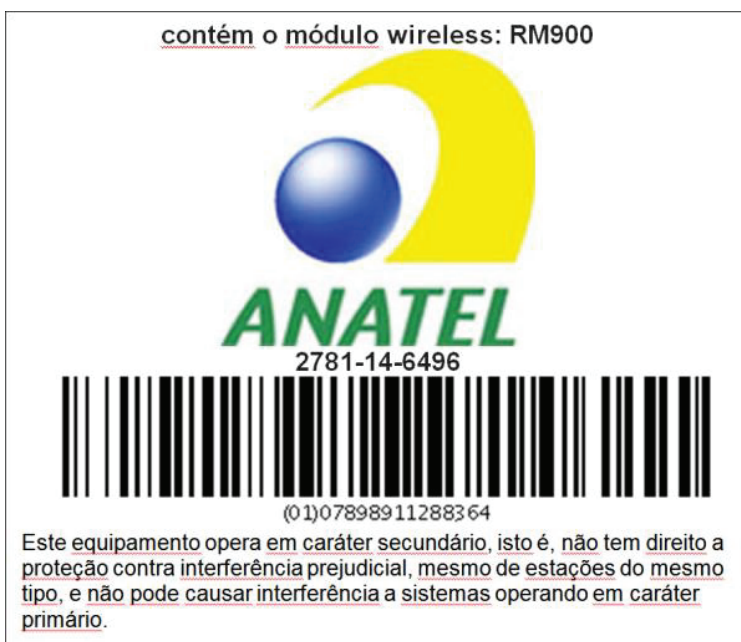 contém o módulo wireless: RM900
ANATEL
2781-14-6496
(01)07898911288364
Este equipamento opera em caráter secundário, isto é, não tem direito a
proteção contra interferência prejudicial, mesmo de estações do mesmo
tipo, e não pode causar interferência a sistemas operando em caráter
primário.